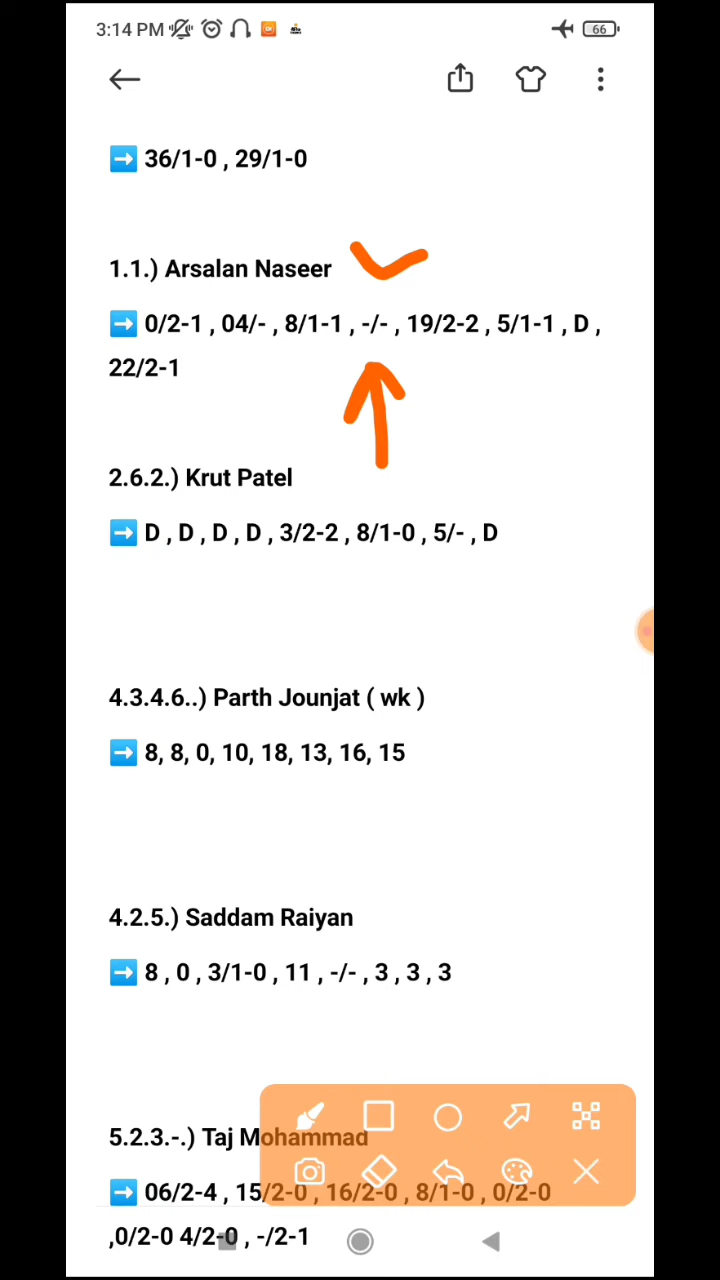 3:14 PM
66
36/1-0 , 29/1-0
1.1.) Arsalan Naseer
0/2-1 , 04/- , 8/1-1 , -/- , 19/2-2 , 5/1-1 , D ,
22/2-1
2.6.2.) Krut Patel
D , D , D , D , 3/2-2 , 8/1-0 , 5/- , D
4.3.4.6..) Parth Jounjat ( wk )
8, 8, 0, 10, 18, 13, 16, 15
4.2.5.) Saddam Raiyan
8 , 0 , 3/1-0 , 11 , -/- , 3 , 3 , 3
5.2.3.-.) Taj Mohammad
06/2-4 , 15/2-0 , 16/2-0 , 8/1-0 , 0/2-0
,0/2-0 4/2-0 , -/2-1